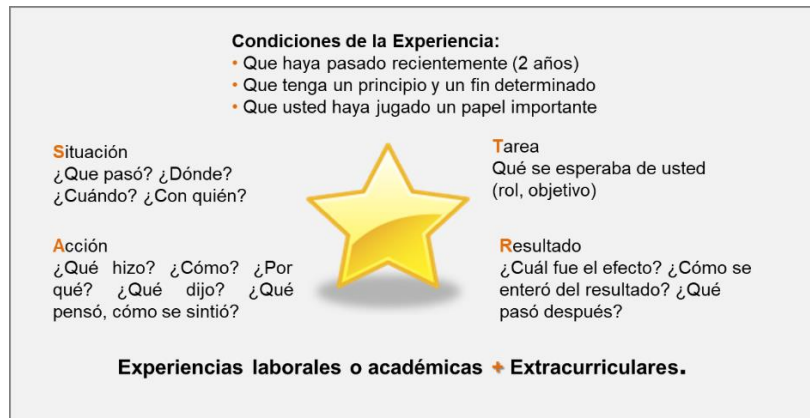 Condiciones de la Experiencia:
• Que haya pasado recientemente (2 años)
• Que tenga un principio y un fin determinado
• Que usted haya jugado un papel importante
Situación
¿Que pasó? ¿Dónde?
¿Cuándo? ¿Con quién?
Tarea
Qué se esperaba de usted
(rol, objetivo)
Acción
¿Qué hizo? ¿Cómo? ¿Por
qué? ¿Qué dijo? ¿Qué
pensó, cómo se sintió?
Resultado
¿Cuál fue el efecto? ¿Cómo se
enteró del resultado? ¿Qué
pasó después?
Experiencias laborales o académicas + Extracurriculares.